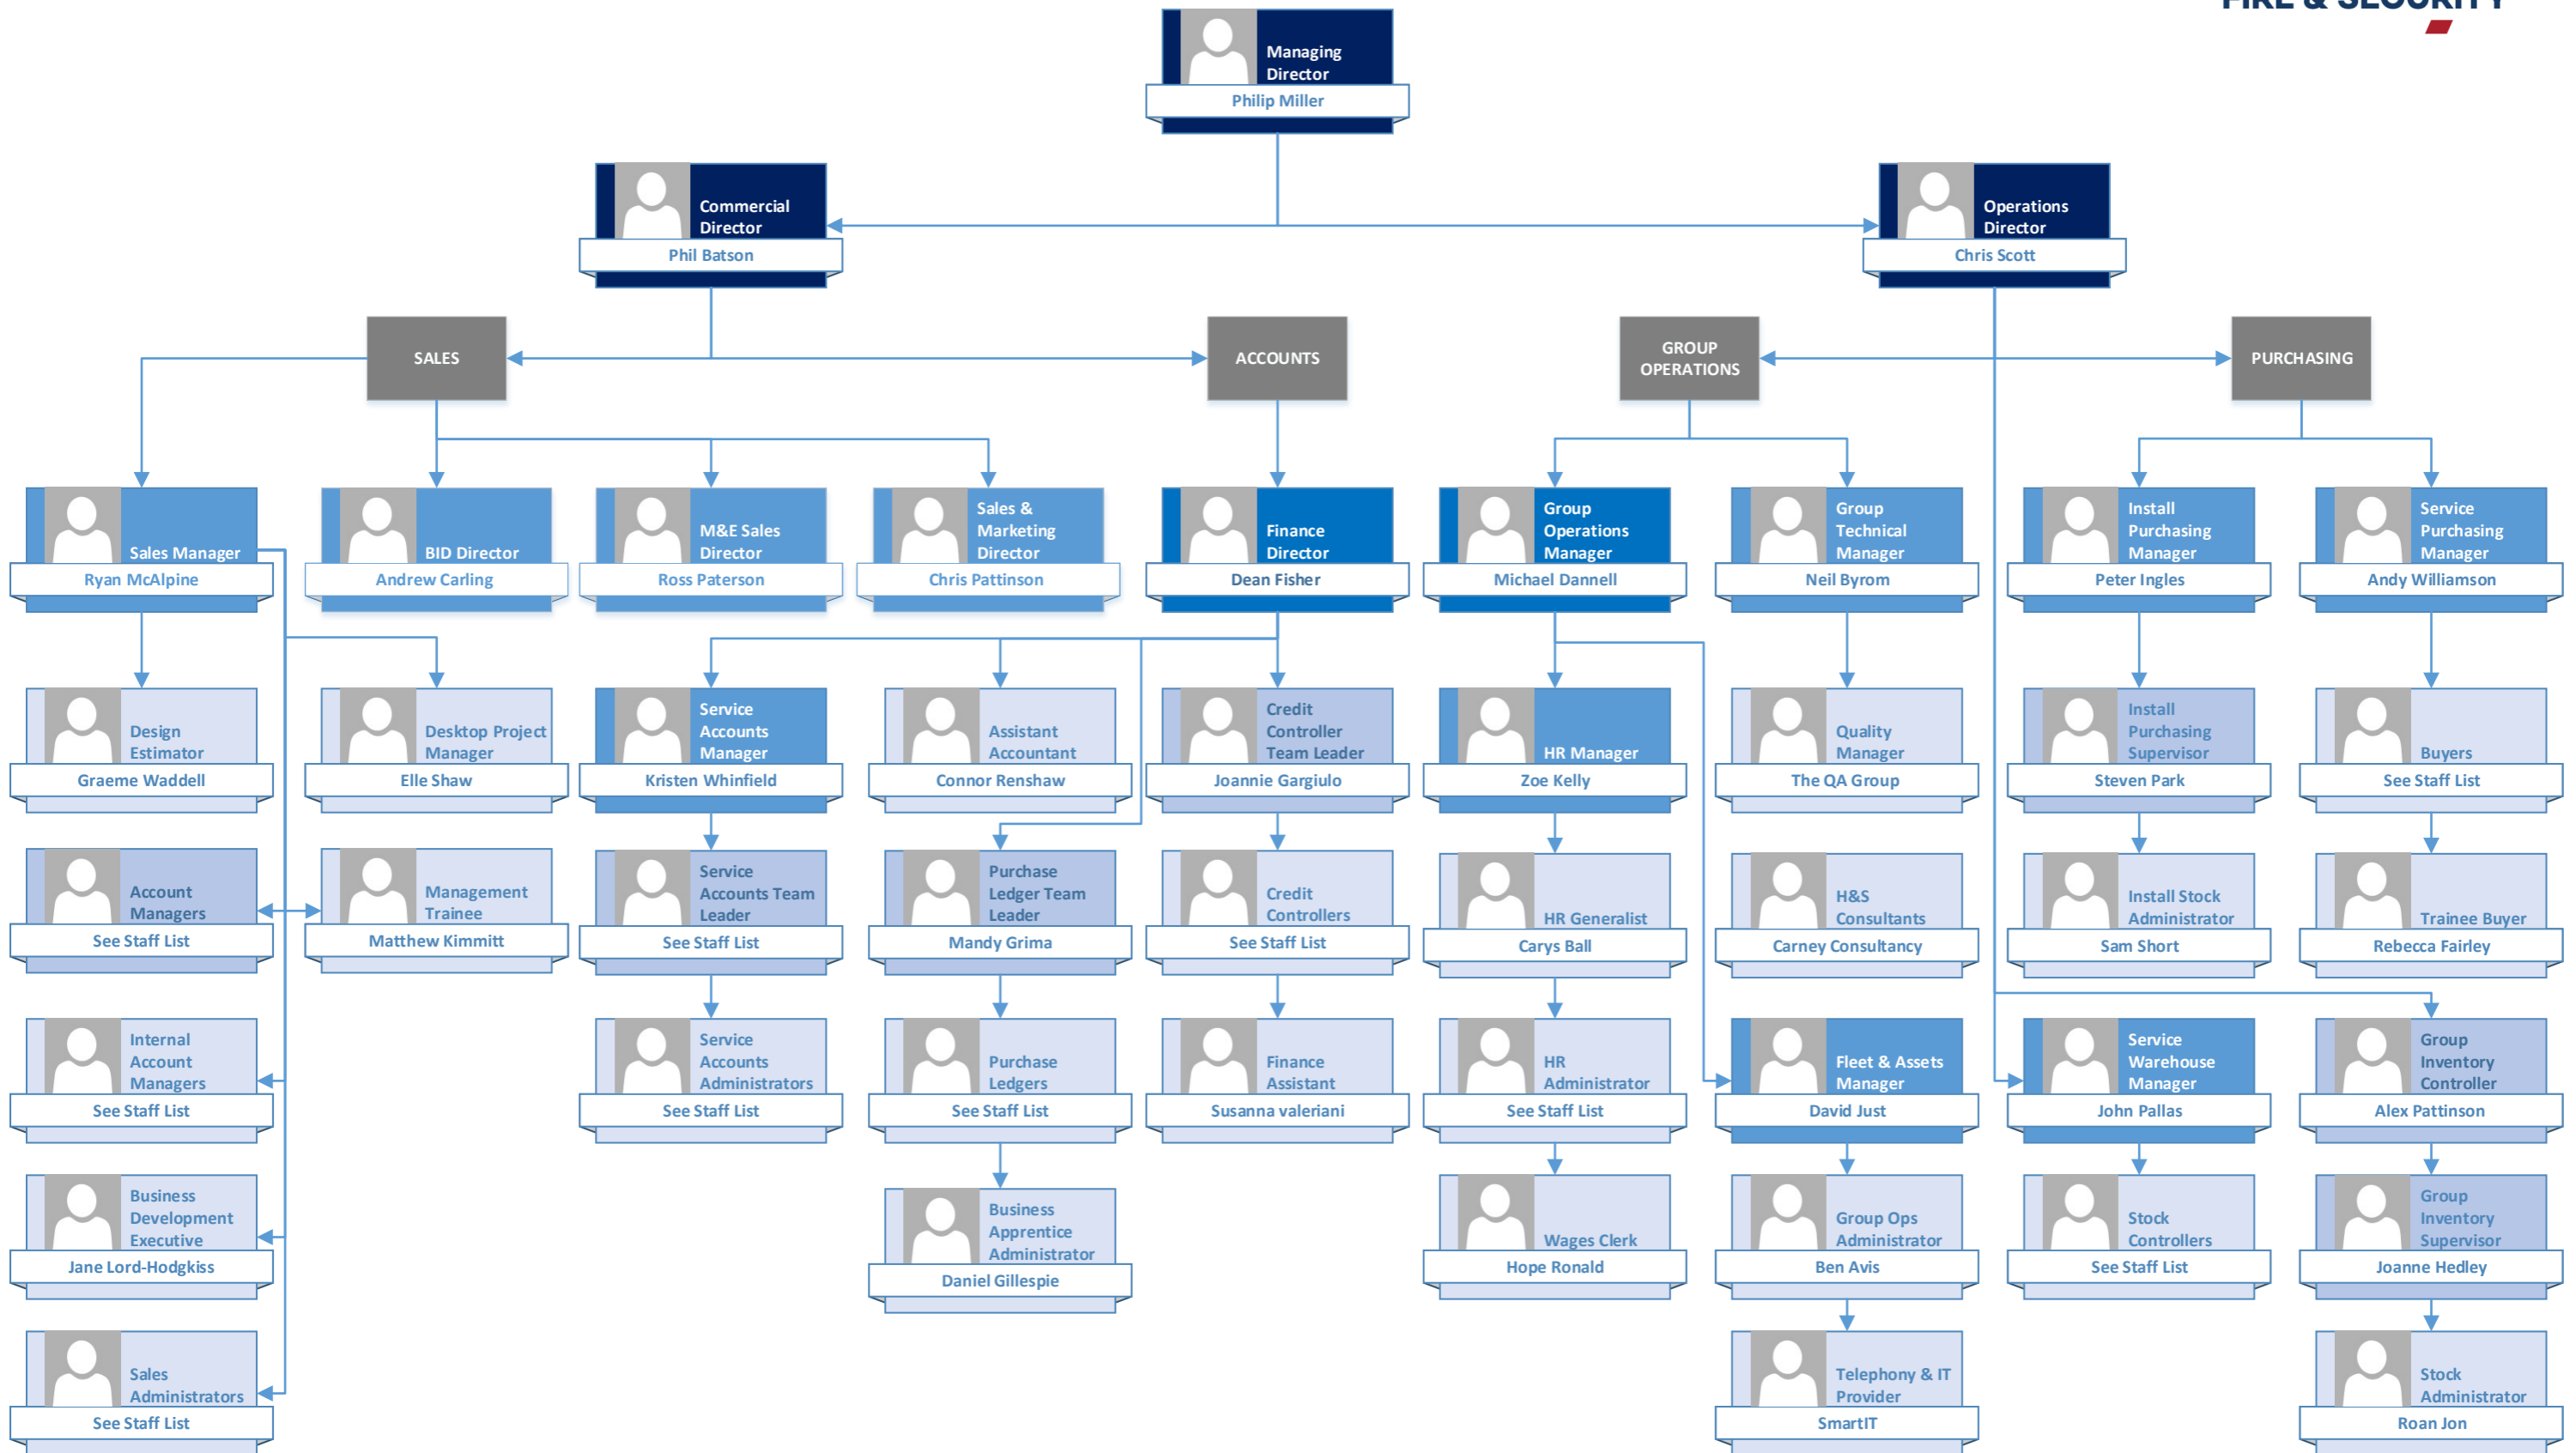 FIRE & SECURITY
Managing
Director
Philip Miller
Commercial
Director
Phil Batson
Operations
Director
Chris Scott
SALES
ACCOUNTS
GROUP
OPERATIONS
PURCHASING
Sales Manager
Ryan McAlpine
BID Director
Andrew Carling
M&E Sales
Director
Ross Paterson
Sales &
Marketing
Director
Chris Pattinson
Finance
Director
Dean Fisher
Group
Operations
Manager
Michael Dannell
Group
Technical
Manager
Neil Byrom
Install
Purchasing
Manager
Peter Ingles
Service
Purchasing
Manager
Andy Williamson
Design
Estimator
Graeme Waddell
Desktop Project
Manager
Elle Shaw
Service
Accounts
Manager
Kristen Whinfield
Assistant
Accountant
Connor Renshaw
Credit
Controller
Team Leader
Joannie Gargiulo
HR Manager
Zoe Kelly
Quality
Manager
The QA Group
Install
Purchasing
Supervisor
Steven Park
Buyers
See Staff List
Account
Managers
See Staff List
Management
Trainee
Matthew Kimmitt
Service
Accounts Team
Leader
See Staff List
Purchase
Ledger Team
Leader
Mandy Grima
Credit
Controllers
See Staff List
HR Generalist
Carys Ball
H&S
Consultants
Carney Consultancy
Install Stock
Administrator
Sam Short
Trainee Buyer
Rebecca Fairley
Internal
Account
Managers
See Staff List
Service
Accounts
Administrators
See Staff List
Purchase
Ledgers
See Staff List
Finance
Assistant
Susanna valeriani
HR
Administrator
See Staff List
Fleet & Assets
Manager
David Just
Service
Warehouse
Manager
John Pallas
Group
Inventory
Controller
Alex Pattinson
Business
Development
Executive
Jane Lord-Hodgkiss
Business
Apprentice
Administrator
Daniel Gillespie
Wages Clerk
Hope Ronald
Group Ops
Administrator
Ben Avis
Stock
Controllers
See Staff List
Group
Inventory
Supervisor
Joanne Hedley
Sales
Administrators
See Staff List
Telephony & IT
Provider
SmartIT
Stock
Administrator
Roan Jon